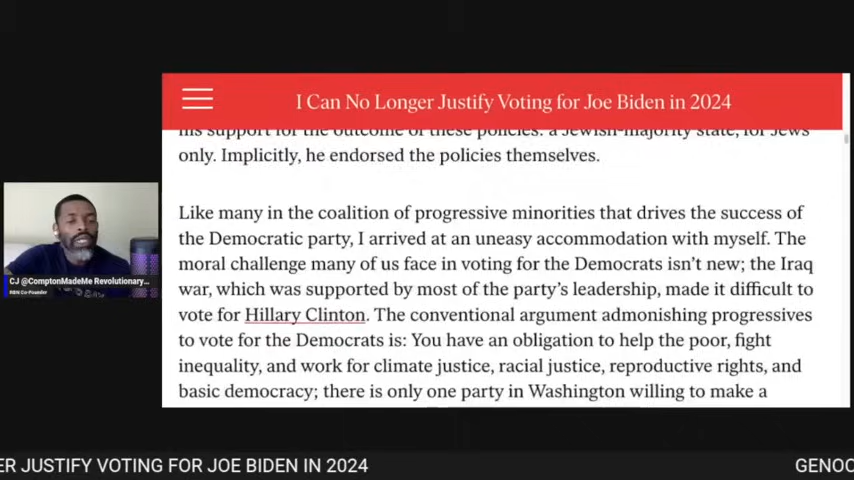 I Can No Longer Justify Voting for Joe Biden in 2024
his support for the outcome of these policies: a Jewish-majority state, for Jews
only. Implicitly, he endorsed the policies themselves.
Like many in the coalition of progressive minorities that drives the success of
the Democratic party, I arrived at an uneasy accommodation with myself. The
moral challenge many of us face in voting for the Democrats isn't new; the Iraq
war, which was supported by most of the party's leadership, made it difficult to
vote for Hillary Clinton. The conventional argument admonishing progressives
to vote for the Democrats is: You have an obligation to help the poor, fight
inequality, and work for climate justice, racial justice, reproductive rights, and
basic democracy; there is only one party in Washington willing to make a
CJ @ComptonMadeMe Revolutionary...
RBN Co-Founder
ER JUSTIFY VOTING FOR JOE BIDEN IN 2024 GENOC